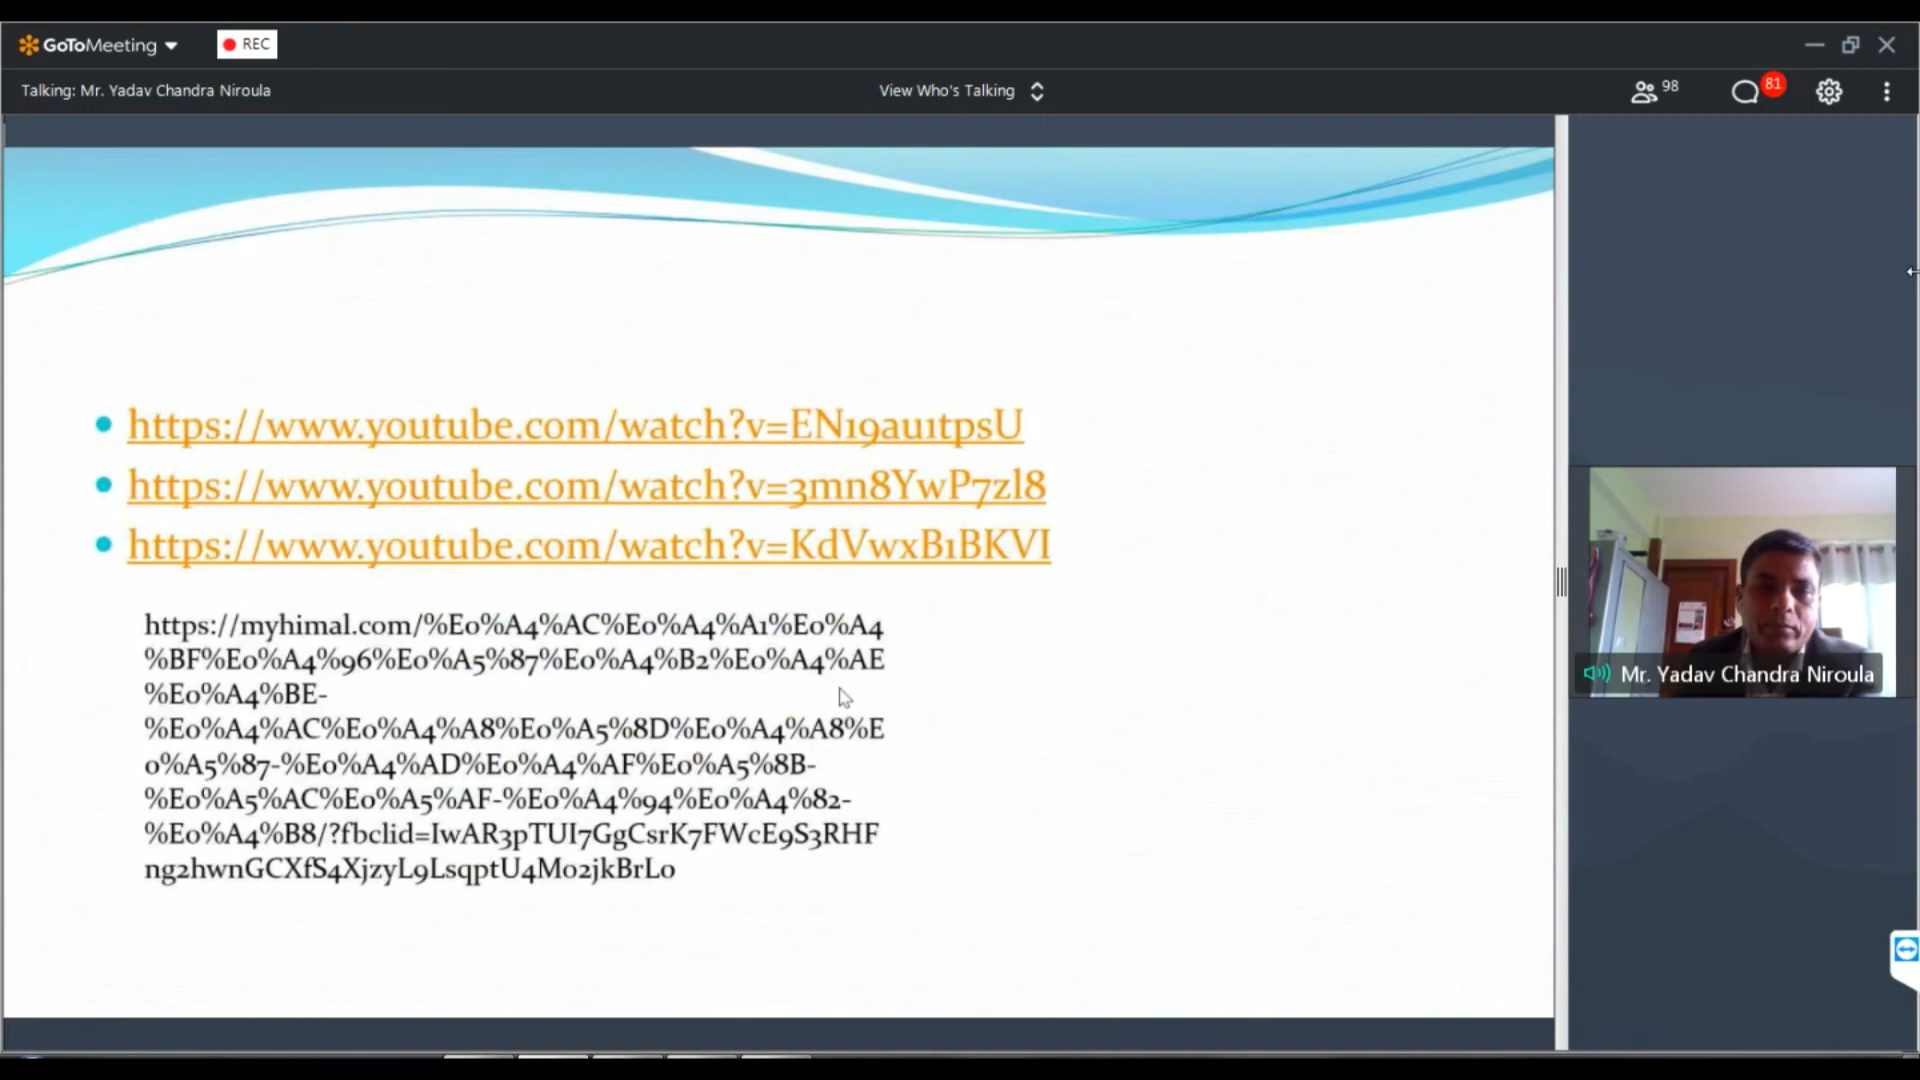 GoToMeeting
REC
Talking: Mr. Yadav Chandra Niroula
View Who's Talking
98
81
https://www.youtube.com/watch?v=EN19au1tpsU
https://www.youtube.com/watch?v=3mn8YwP7zl8
https://www.youtube.com/watch?v=KdVwxB1BKVI
https://myhimal.com/%E0%A4%AC%E0%A4%A1%E0%A4
%BF%E0%A4%96%E0%A5%87%E0%A4%B2%E0%A4%AE
%E0%A4%BE-
%E0%A4%AC%E0%A4%A8%E0%A5%8D%E0%A4%A8%E
0%A5%87-%E0%A4%AD%E0%A4%AF%E0%A5%8B-
%E0%A5%AC%E0%A5%AF-%E0%A4%94%E0%A4%82-
%E0%A4%B8/?fbclid=IwAR3pTUI7GgCsrK7FWcE9S3RHF
ng2hwnGCXfS4XjzyL9LsqptU4Mo2jkBrLo
Mr. Yadav Chandra Niroula